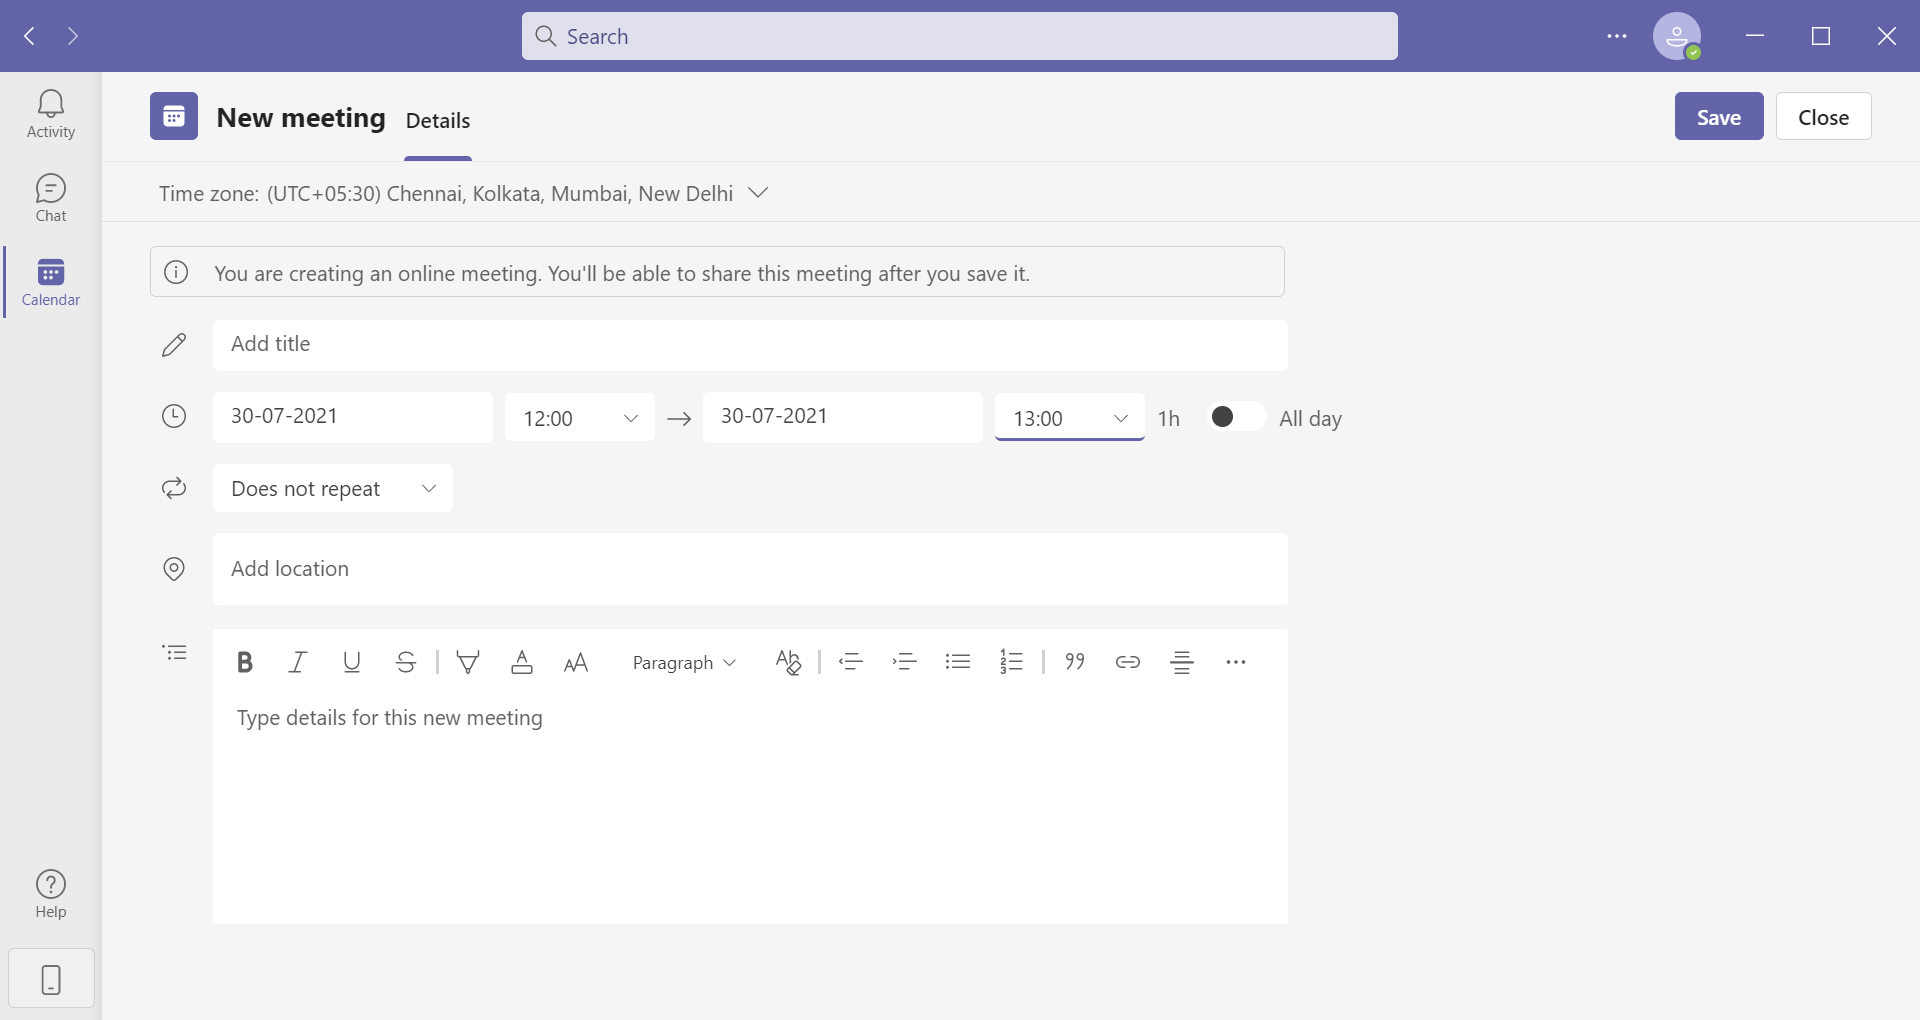 Search
Activity
Chat
Calendar
Help
New meeting Details
Save Close
Time zone: (UTC+05:30) Chennai, Kolkata, Mumbai, New Delhi
You are creating an online meeting. You'll be able to share this meeting after you save it.
Add title
30-07-2021 12:00 → 30-07-2021 13:00 1h All day
Does not repeat
Add location
Paragraph
Type details for this new meeting